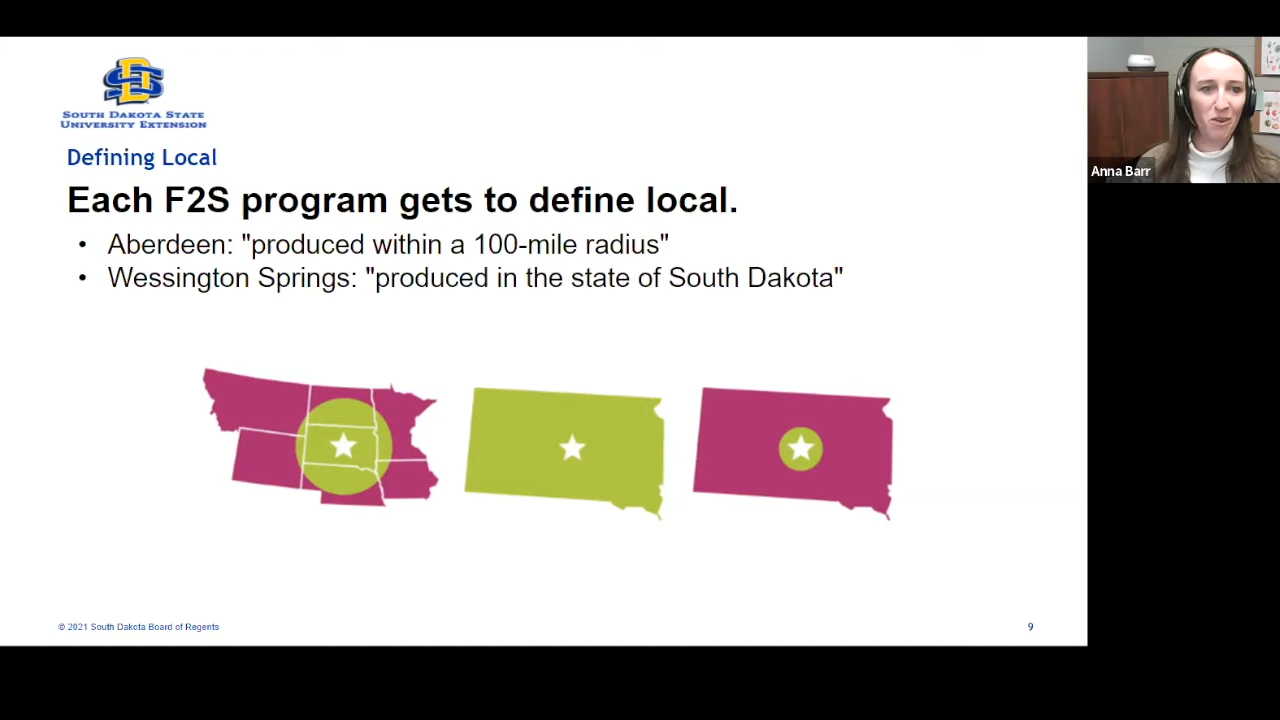 SOUTH DAKOTA STATE
UNIVERSITY EXTENSION
Defining Local
Each F2S program gets to define local.
• Aberdeen: "produced within a 100-mile radius"
• Wessington Springs: "produced in the state of South Dakota"
© 2021 South Dakota Board of Regents
9
Anna Barr